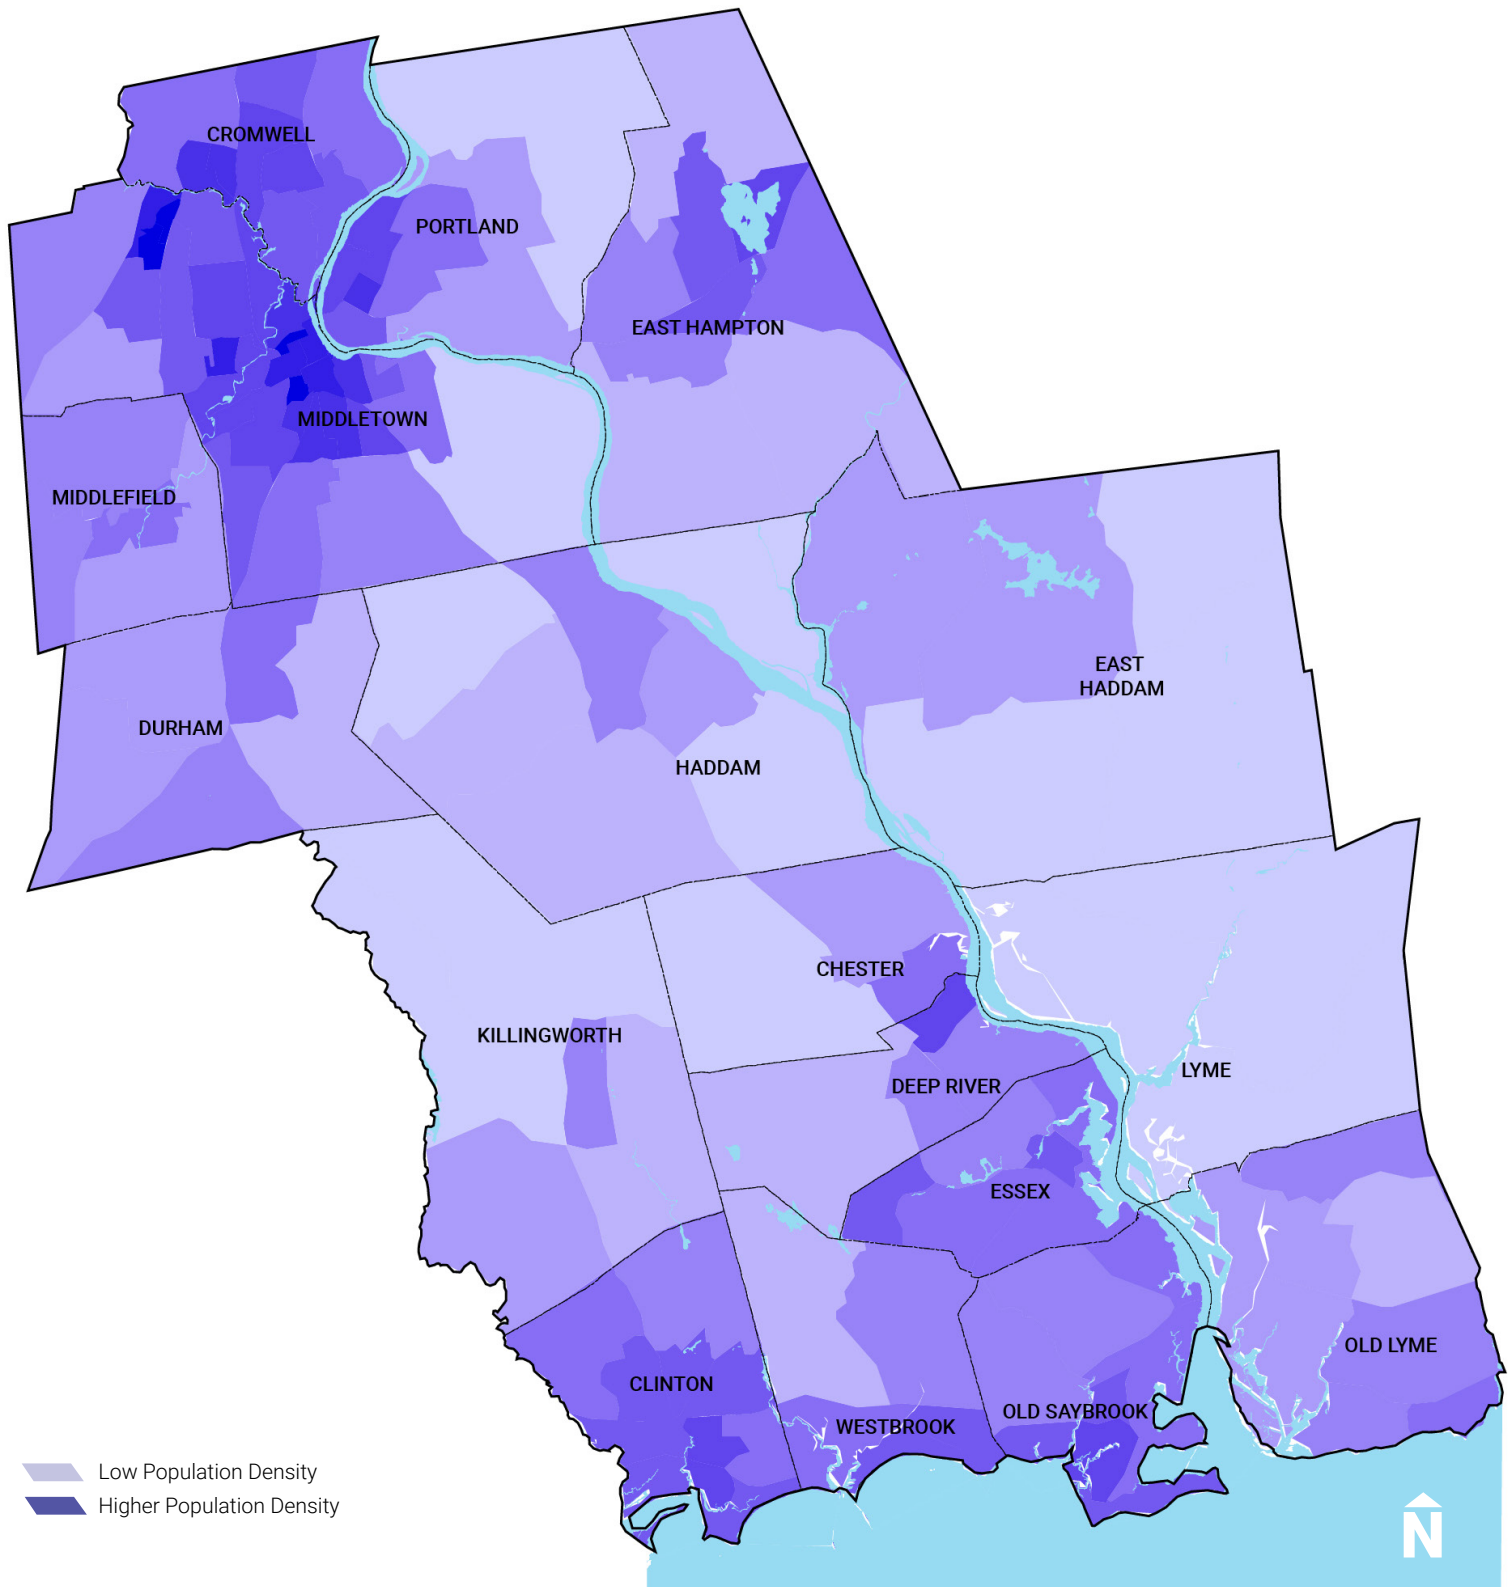 CROMWELL
PORTLAND
EAST HAMPTON
MIDDLETOWN
MIDDLEFIELD
EAST
HADDAM
DURHAM
HADDAM
CHESTER
KILLINGWORTH
LYME
DEEP RIVER
ESSEX
OLD LYME
CLINTON
OLD SAYBROOK
WESTBROOK
Low Population Density
Higher Population Density
N